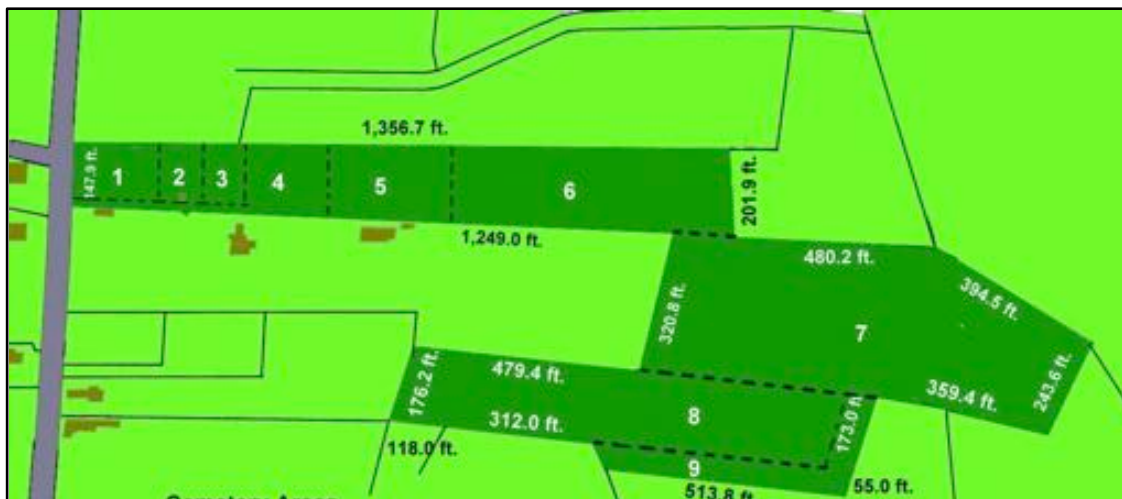 1,356.7 ft.
147.9 ft.
1
2
3
4
5
6
201.9 ft.
1,249.0 ft.
480.2 ft.
394.5 ft.
320.8 ft.
7
479.4 ft.
359.4 ft.
243.6 ft.
176.2 ft.
312.0 ft.
8
173.0 ft.
118.0 ft.
9
513.8 ft.
55.0 ft.